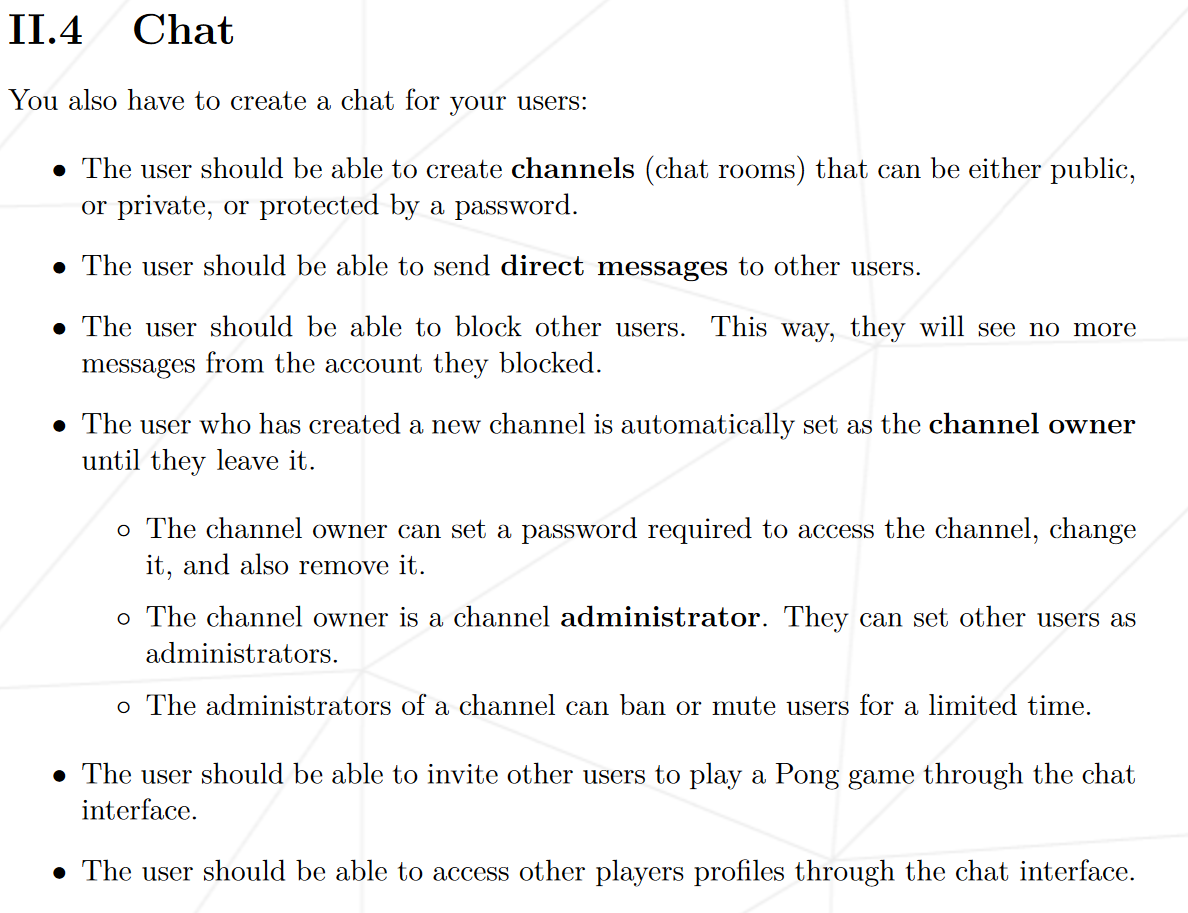 II.4 Chat
You also have to create a chat for your users:
• The user should be able to create channels (chat rooms) that can be either public,
or private, or protected by a password.
• The user should be able to send direct messages to other users.
• The user should be able to block other users. This way, they will see no more
messages from the account they blocked.
• The user who has created a new channel is automatically set as the channel owner
until they leave it.
◦ The channel owner can set a password required to access the channel, change
it, and also remove it.
◦ The channel owner is a channel administrator. They can set other users as
administrators.
◦ The administrators of a channel can ban or mute users for a limited time.
• The user should be able to invite other users to play a Pong game through the chat
interface.
• The user should be able to access other players profiles through the chat interface.